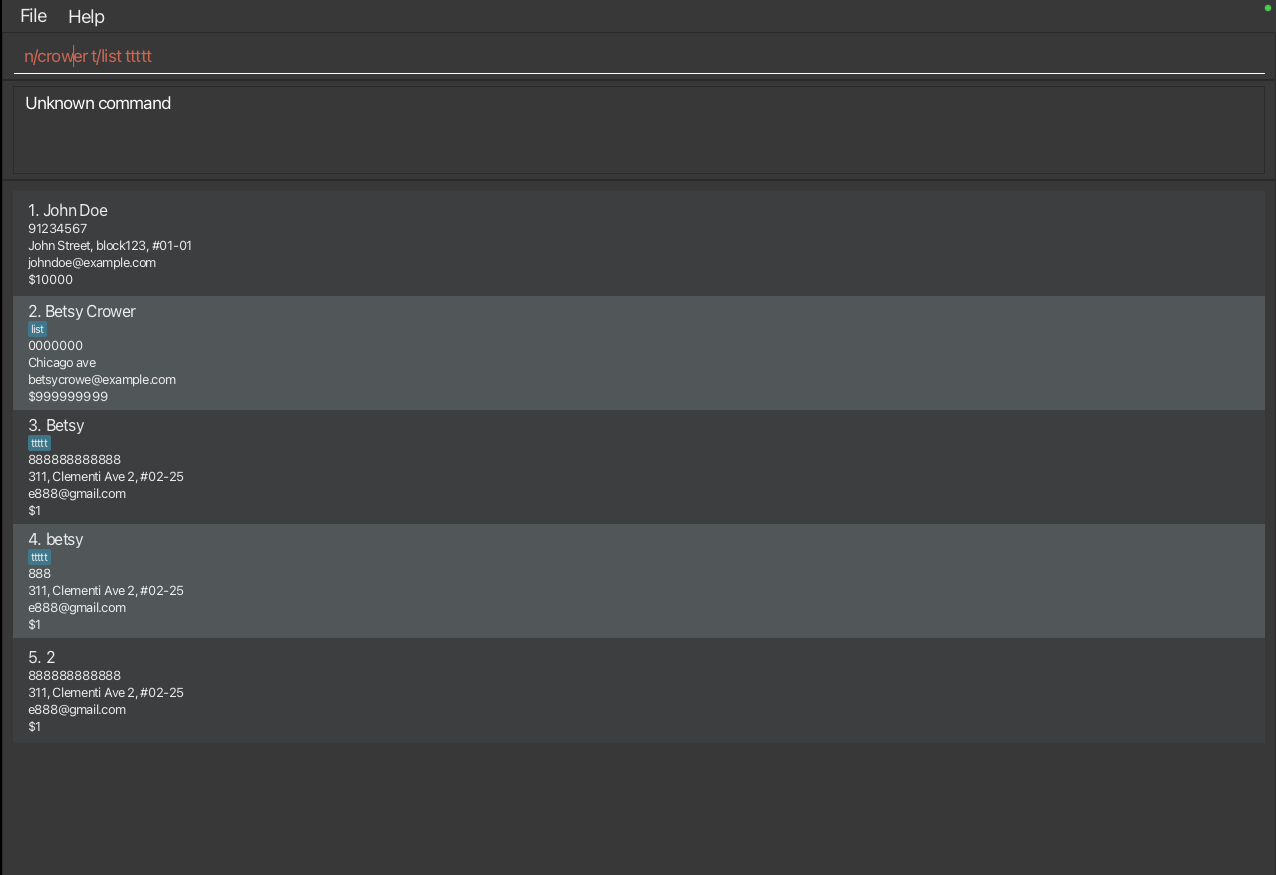 File Help
n/crower t/list ttttt
Unknown command
1. John Doe
91234567
John Street, block123, #01-01
johndoe@example.com
$10000
2. Betsy Crower
list
0000000
Chicago ave
betsycrowe@example.com
$999999999
3. Betsy
ttttt
888888888888
311, Clementi Ave 2, #02-25
e888@gmail.com
$1
4. betsy
ttttt
888
311, Clementi Ave 2, #02-25
e888@gmail.com
$1
5. 2
888888888888
311, Clementi Ave 2, #02-25
e888@gmail.com
$1